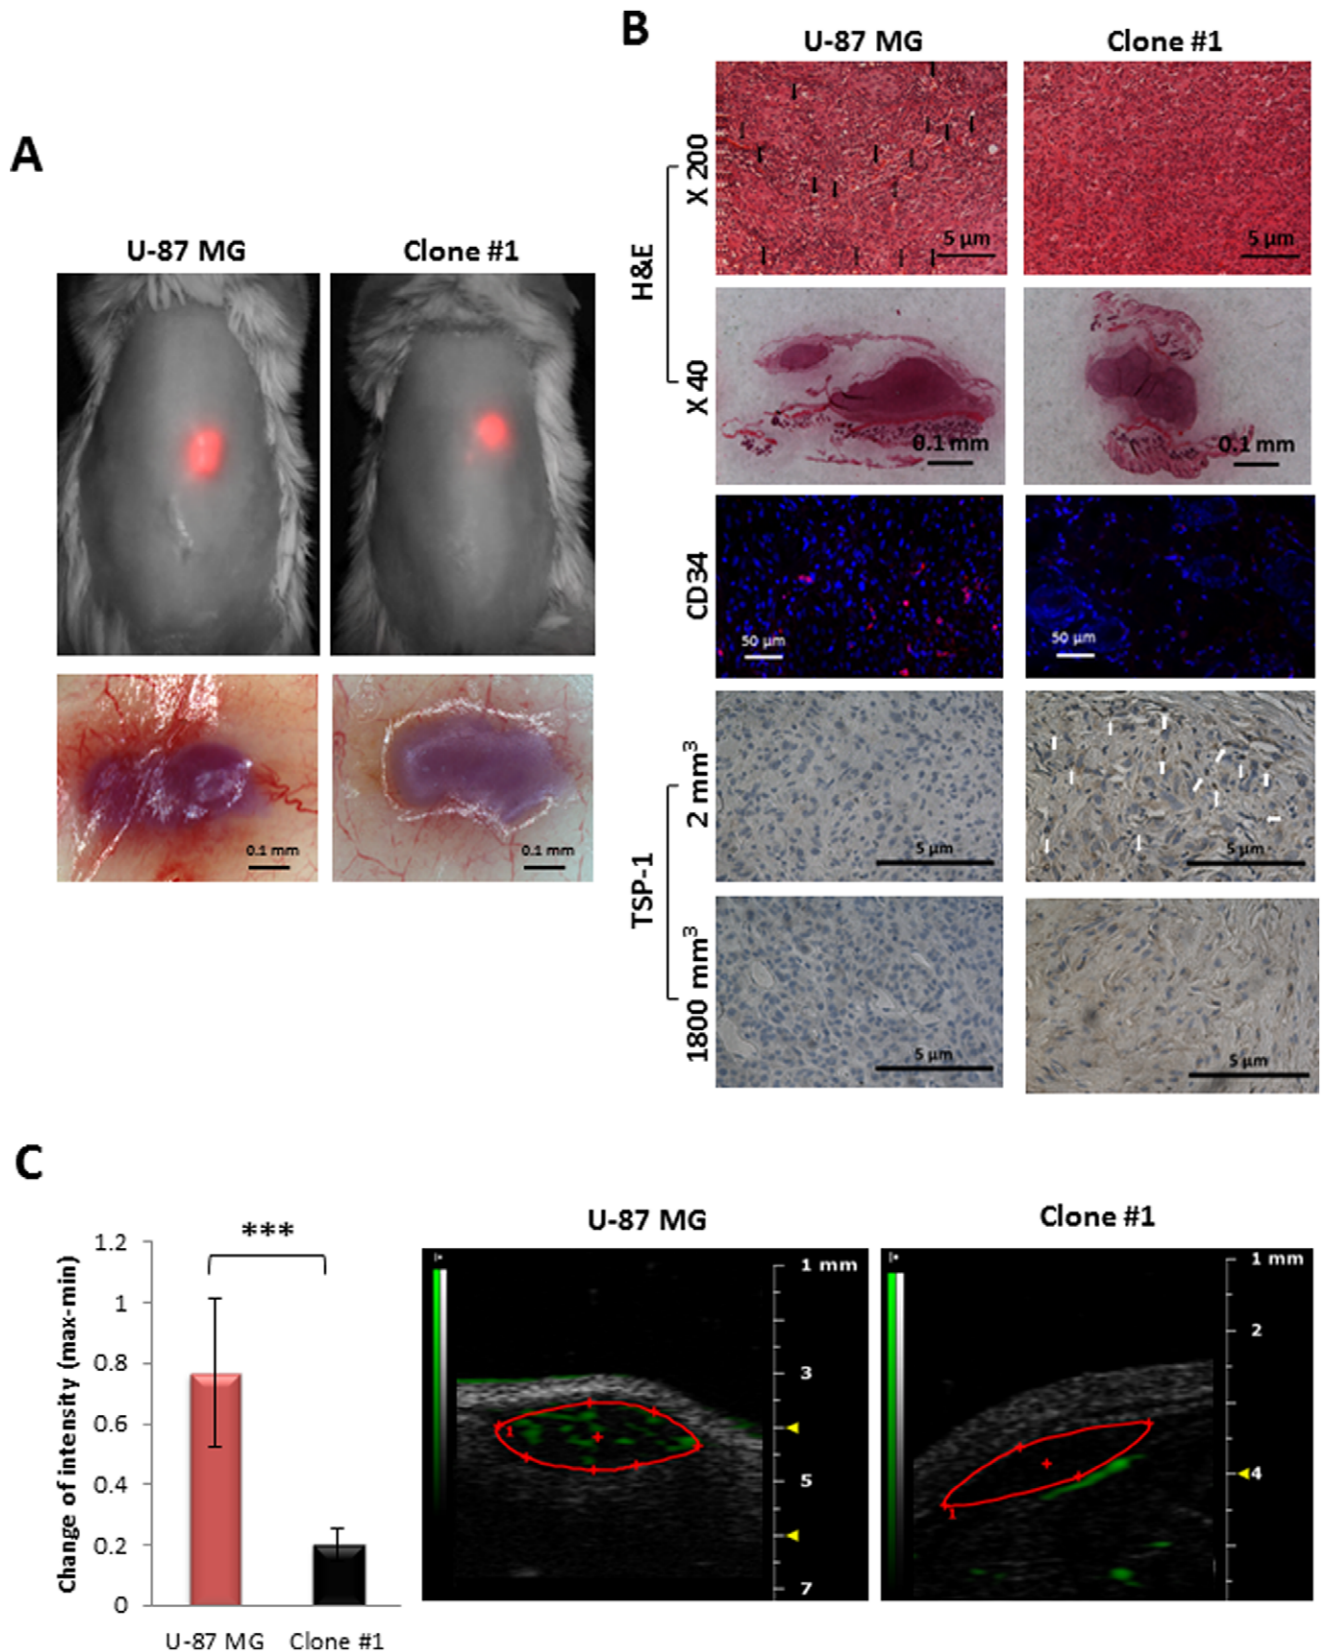 A
U-87 MG
Clone #1
0.1 mm
0.1 mm
B
U-87 MG
Clone #1
H&E
X 200
5 µm
5 µm
X 40
0.1 mm
0.1 mm
CD34
50 µm
50 µm
TSP-1
2 mm³
5 µm
5 µm
1800 mm³
5 µm
5 µm
C
Change of intensity (max-min)
1.2
1
0.8
0.6
0.4
0.2
0
***
U-87 MG
Clone #1
U-87 MG
1
1 mm
3
5
7
Clone #1
1
1 mm
2
4